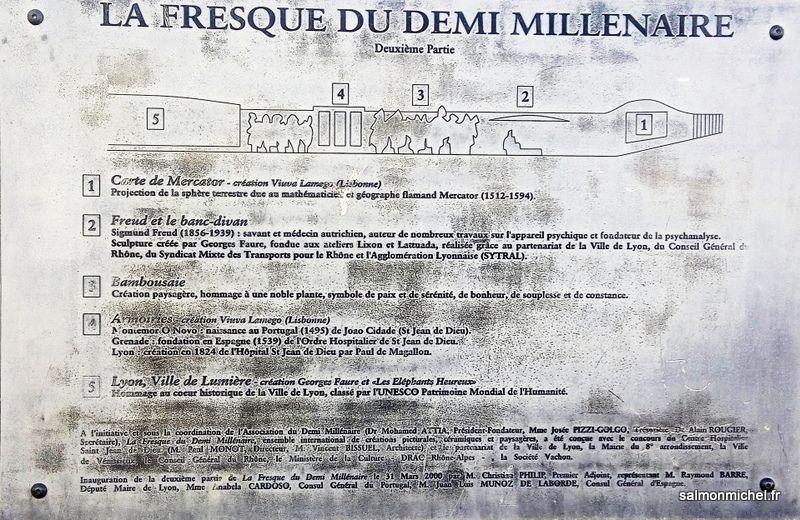 LA FRESQUE DU DEMI MILLENAIRE
Deuxième Partie
5 4 3 2 1
1 Carte de Mercator - création Viuva Lamego (Lisbonne)
Projection de la sphère terrestre due au mathématicien et géographe flamand Mercator (1512-1594).
2 Freud et le banc-divan
Sigmund Freud (1856-1939) : savant et médecin autrichien, auteur de nombreux travaux sur l'appareil psychique et fondateur de la psychanalyse.
Sculpture créée par Georges Faure, fondue aux ateliers Lixon et Lattuada, réalisée grâce au partenariat de la Ville de Lyon, du Conseil Général du
Rhône, du Syndicat Mixte des Transports pour le Rhône et l'Agglomération Lyonnaise (SYTRAL).
3 Bambousaie
Création paysagère, hommage à une noble plante, symbole de paix et de sérénité, de bonheur, de souplesse et de constance.
4 Armoiries - création Viuva Lamego (Lisbonne)
Montemor O Novo : naissance au Portugal (1495) de Joao Cidade (St Jean de Dieu).
Grenade : fondation en Espagne (1539) de l'Ordre Hospitalier de St Jean de Dieu.
Lyon : création en 1824 de l'Hôpital St Jean de Dieu par Paul de Magallon.
5 Lyon, Ville de Lumière - création Georges Faure et «Les Eléphants Heureux»
Hommage au coeur historique de la Ville de Lyon, classé par l'UNESCO Patrimoine Mondial de l'Humanité.
A l'initiative et sous la coordination de l'Association du Demi Millénaire (Dr Mohamed ATTIA, Président-Fondateur, Mme Josée PIZZI-GOLGO, Trésorière, Dr Alain ROUGIER,
Secrétaire), La Fresque du Demi Millénaire, ensemble international de créations picturales, céramiques et paysagères, a été conçue avec le concours du Centre Hospitalier
Saint Jean de Dieu (M. Paul MONOT, Directeur, M. Vincent BISSUEL, Architecte) et le partenariat de la Ville de Lyon, la Mairie du 8e arrondissement, la Ville
de Vénissieux, le Conseil Général du Rhône, le Ministère de la Culture - DRAC Rhône-Alpes - la Société Vachon.
Inauguration de la deuxième partie de La Fresque du Demi Millénaire le 31 Mars 2000 par M. Christian PHILIP, Premier Adjoint, représentant M. Raymond BARRE,
Député Maire de Lyon, Mme Anabela CARDOSO, Consul Général du Portugal, M. Juan Luis MUNOZ DE LABORDE, Consul Général d'Espagne.
salmonmichel.fr